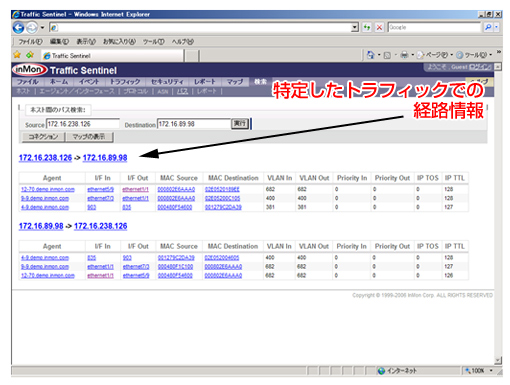 Traffic Sentinel - Windows Internet Explorer
Google
ファイル(F) 編集(E) 表示(V) お気に入り(A) ツール(T) ヘルプ(H)
Traffic Sentinel
ページ(P) ツール(O)
inMon Traffic Sentinel
ようこそ Guest ログイン
ファイル ホーム イベント トラフィック セキュリティ レポート マップ 検索 ヘルプ
ホスト | エージェント/インターフェース | プロトコル | ASN | パス | レポート |
特定したトラフィックでの
経路情報
ホスト間のパス検索:
Source 172.16.238.126 Destination 172.16.89.98 実行
コネクション マップの表示
172.16.238.126 -> 172.16.89.98
Agent I/F In I/F Out MAC Source MAC Destination VLAN In VLAN Out Priority In Priority Out IP TOS IP TTL
12-70.demo.inmon.com ethernet5/9 ethernet1/1 000802E6AAA0 02E0520189EE 682 682 0 0 0 128
9-9.demo.inmon.com ethernet7/3 ethernet1/1 000802E6AAA0 02E05200C105 400 400 0 0 0 128
4-9.demo.inmon.com 903 835 000480F54600 001279C2DA39 381 381 0 0 0 127
172.16.89.98 -> 172.16.238.126
Agent I/F In I/F Out MAC Source MAC Destination VLAN In VLAN Out Priority In Priority Out IP TOS IP TTL
4-9.demo.inmon.com 835 903 001279C2DA39 02E052004605 400 400 0 0 0 128
9-9.demo.inmon.com ethernet1/1 ethernet7/3 000480F1C100 000802E6AAA0 682 682 0 0 0 127
12-70.demo.inmon.com ethernet1/1 ethernet5/9 000480F54600 000802E6AAA0 682 682 0 0 0 126
Copyright © 1999-2006 InMon Corp. ALL RIGHTS RESERVED
インターネット 100%